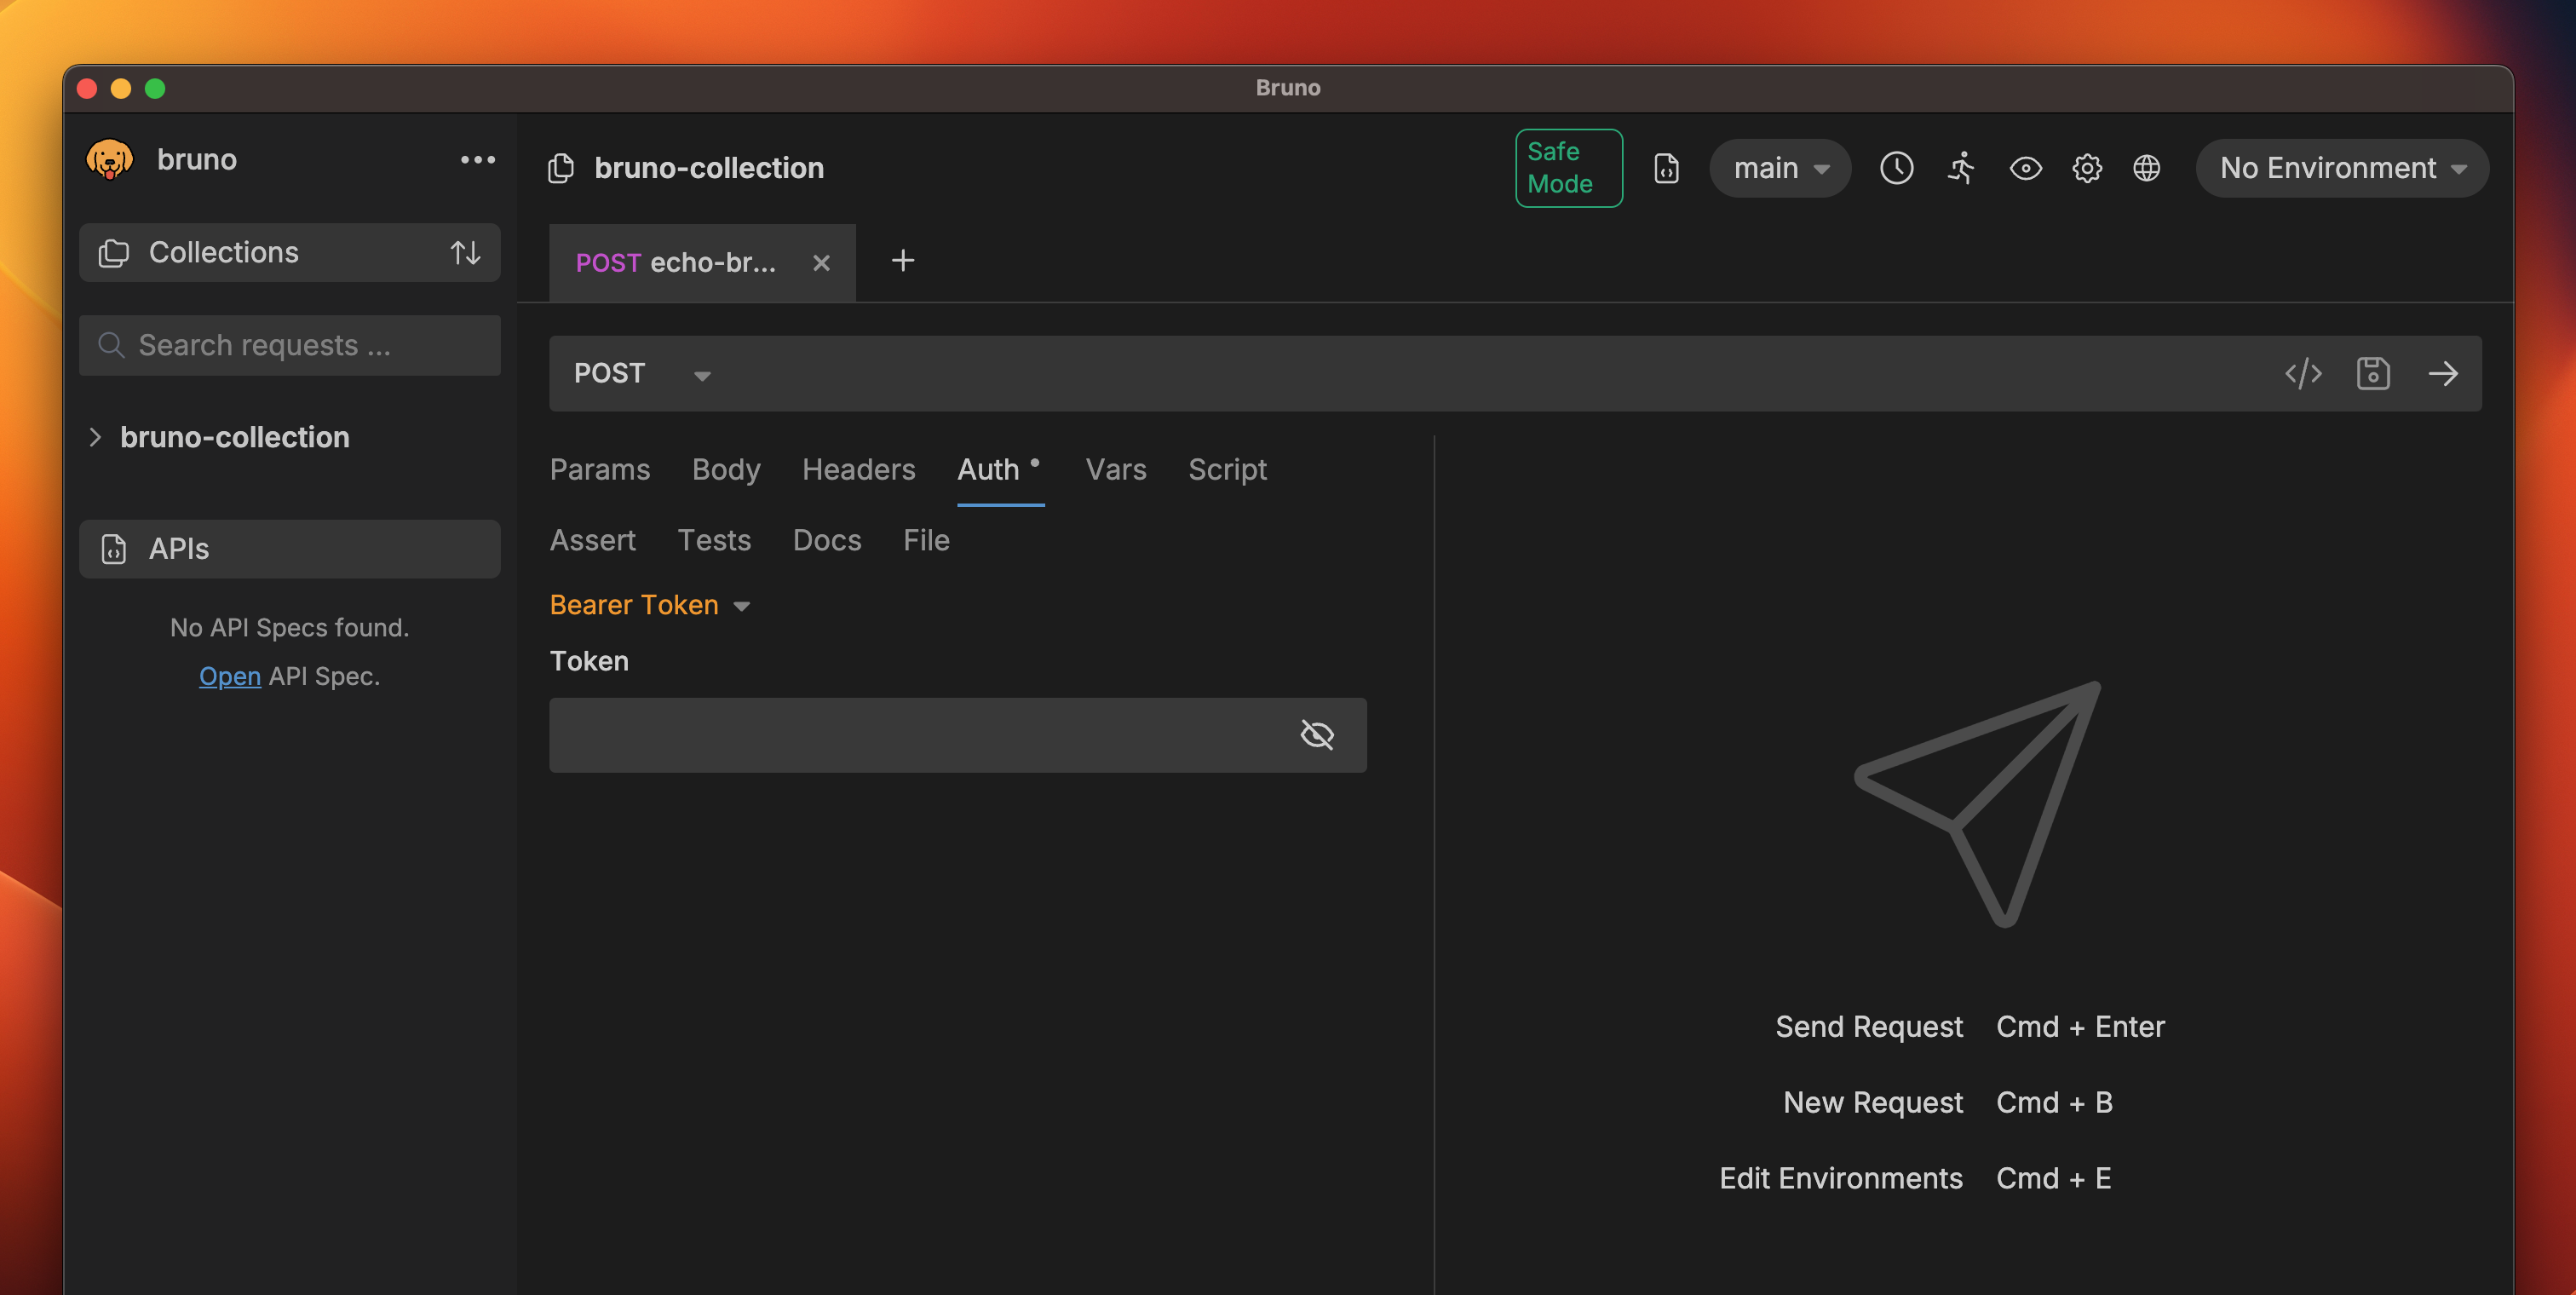 Bruno
bruno
Collections
Search requests ...
bruno-collection
APIs
No API Specs found.
Open API Spec.
bruno-collection
Safe
Mode
main
No Environment
POST echo-br...
POST
Params Body Headers Auth Vars Script
Assert Tests Docs File
Bearer Token
Token
Send Request Cmd + Enter
New Request Cmd + B
Edit Environments Cmd + E